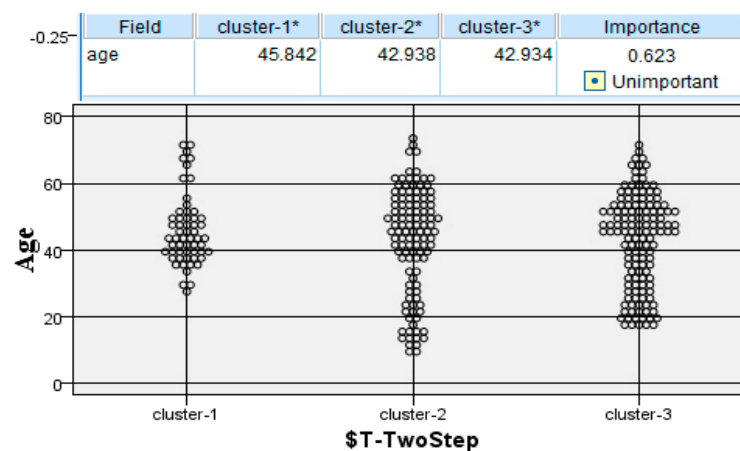 Field cluster-1* cluster-2* cluster-3* Importance
-0.25
age 45.842 42.938 42.934 0.623
Unimportant
80
60
40
20
0
Age
cluster-1 cluster-2 cluster-3
$T-TwoStep